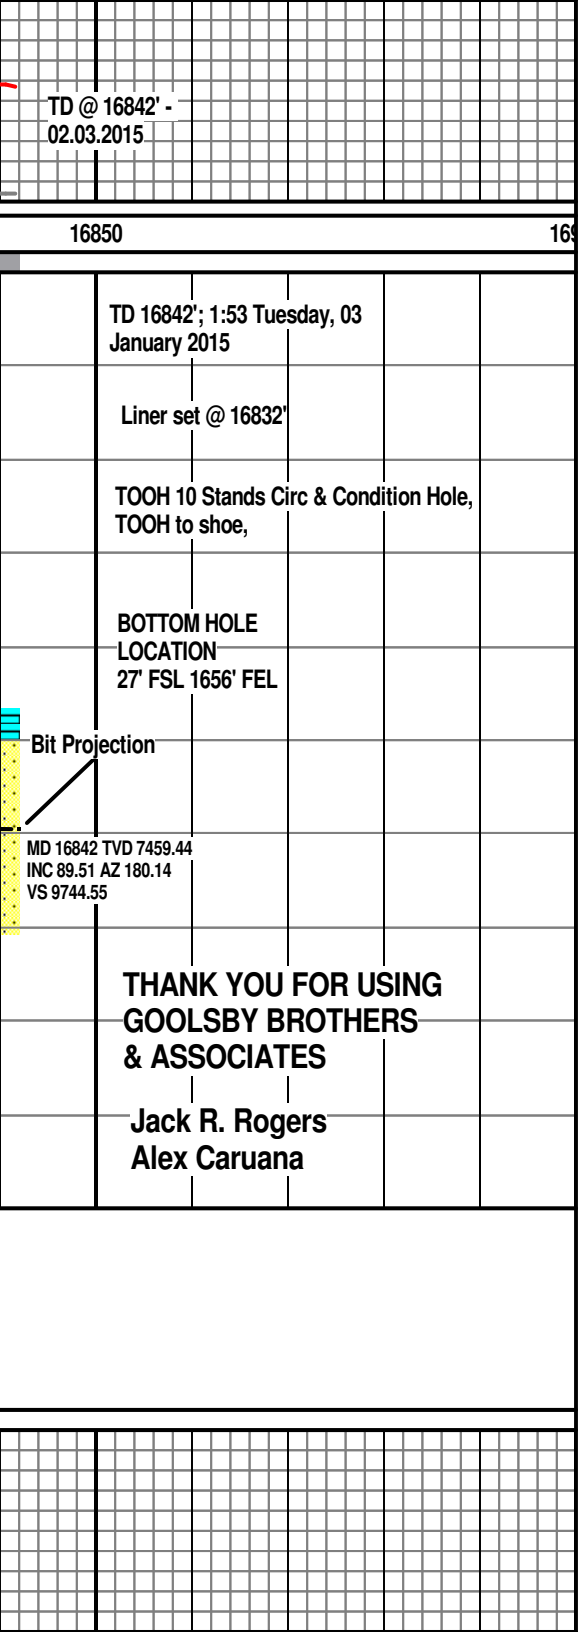 TD @ 16842' -
02.03.2015
16850
TD 16842'; 1:53 Tuesday, 03
January 2015
Liner set @ 16832'
TOOH 10 Stands Circ & Condition Hole,
TOOH to shoe,
BOTTOM HOLE
LOCATION
27' FSL 1656' FEL
Bit Projection
MD 16842 TVD 7459.44
INC 89.51 AZ 180.14
VS 9744.55
THANK YOU FOR USING
GOOLSBY BROTHERS
& ASSOCIATES
Jack R. Rogers
Alex Caruana